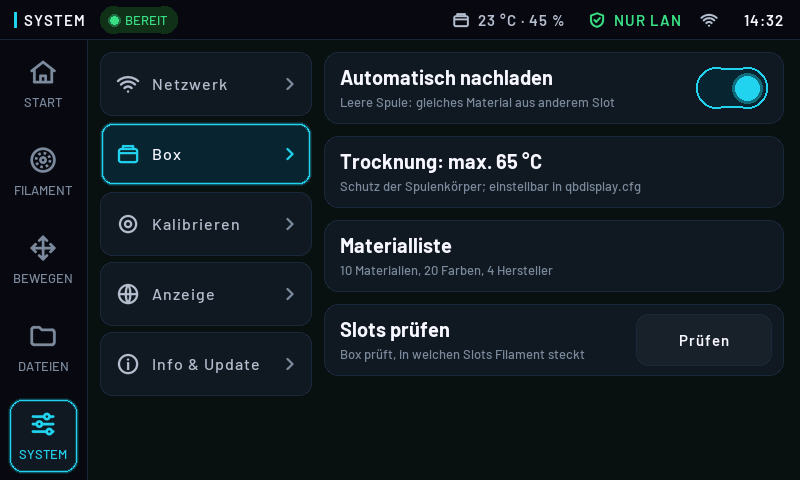 SYSTEM
BEREIT
23 °C · 45 %
NUR LAN
14:32
START
FILAMENT
BEWEGEN
DATEIEN
SYSTEM
Netzwerk
Box
Kalibrieren
Anzeige
Info & Update
Automatisch nachladen
Leere Spule: gleiches Material aus anderem Slot
Trocknung: max. 65 °C
Schutz der Spulenkörper; einstellbar in qbdisplay.cfg
Materialliste
10 Materialien, 20 Farben, 4 Hersteller
Slots prüfen
Box prüft, in welchen Slots Filament steckt
Prüfen